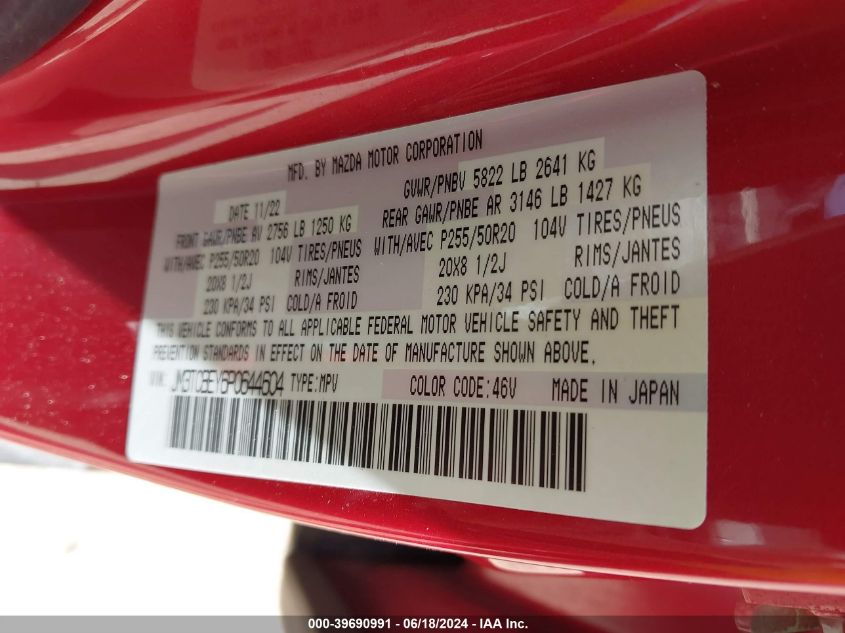 MFD. BY MAZDA MOTOR CORPORATION
DATE 11/22 GVWR/PNBV 5822 LB 2641 KG
FRONT GAWR/PNBE AV 2756 LB 1250 KG REAR GAWR/PNBE AR 3146 LB 1427 KG
WITH/AVEC P255/50R20 104V TIRES/PNEUS WITH/AVEC P255/50R20 104V TIRES/PNEUS
20X8 1/2J RIMS/JANTES 20X8 1/2J RIMS/JANTES
230 KPA/34 PSI COLD/A FROID 230 KPA/34 PSI COLD/A FROID
THIS VEHICLE CONFORMS TO ALL APPLICABLE FEDERAL MOTOR VEHICLE SAFETY AND THEFT
PREVENTION STANDARDS IN EFFECT ON THE DATE OF MANUFACTURE SHOWN ABOVE.
VIN: JM3TCBEY6P0644604 TYPE:MPV COLOR CODE:46V MADE IN JAPAN
000-39690991 - 06/18/2024 - IAA Inc.